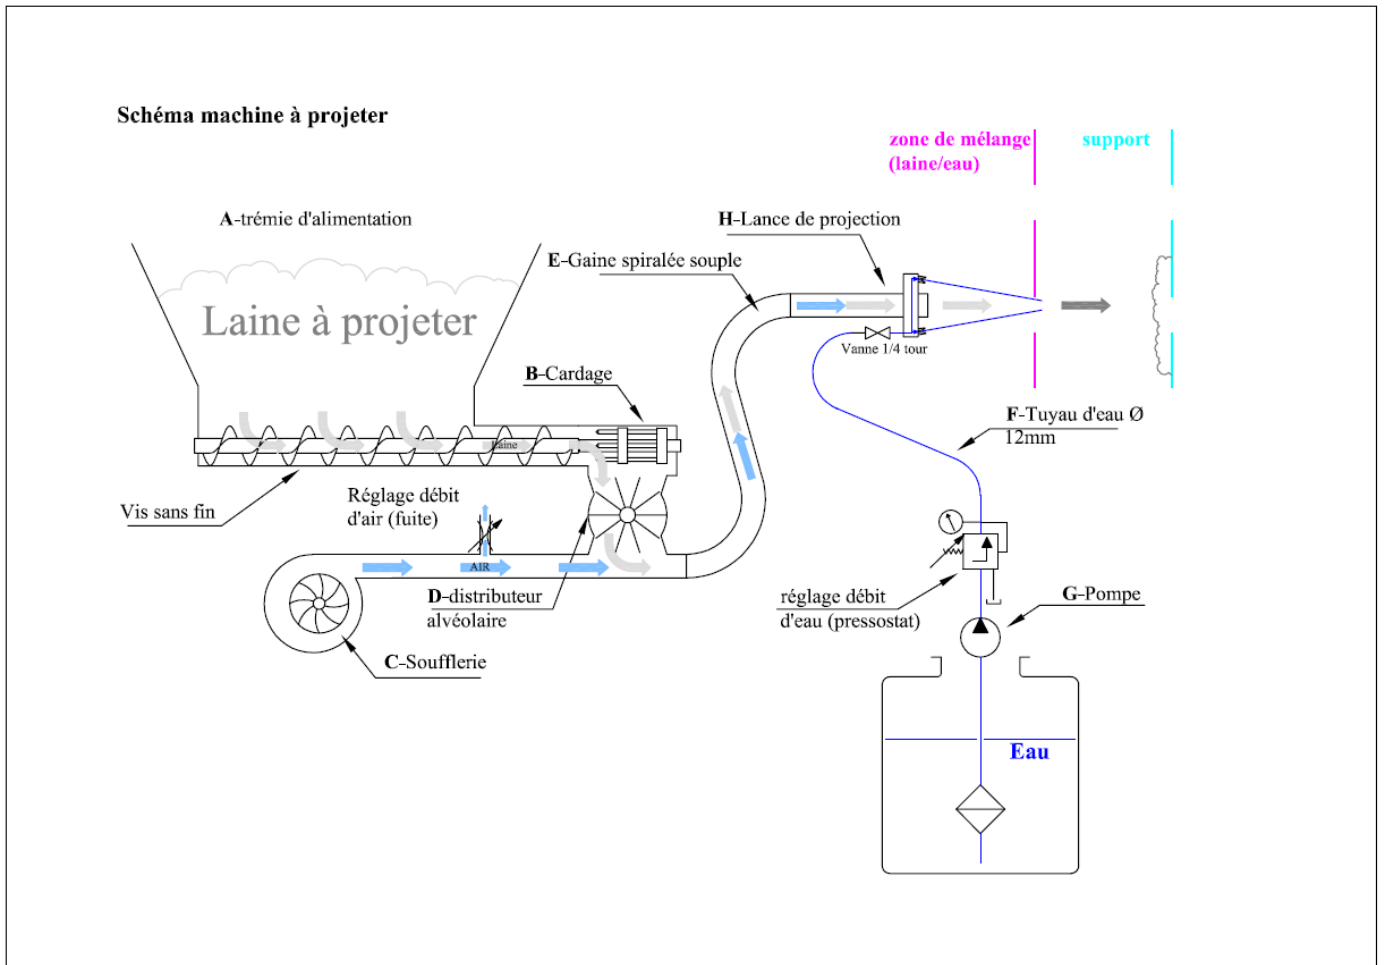 Schéma machine à projeter
zone de mélange
(laine/eau)
support
A-trémie d'alimentation
H-Lance de projection
E-Gaine spiralée souple
Laine à projeter
Vanne 1/4 tour
B-Cardage
F-Tuyau d'eau Ø
12mm
Laine
Vis sans fin
Réglage débit
d'air (fuite)
AIR
D-distributeur
alvéolaire
réglage débit
d'eau (pressostat)
G-Pompe
C-Soufflerie
Eau